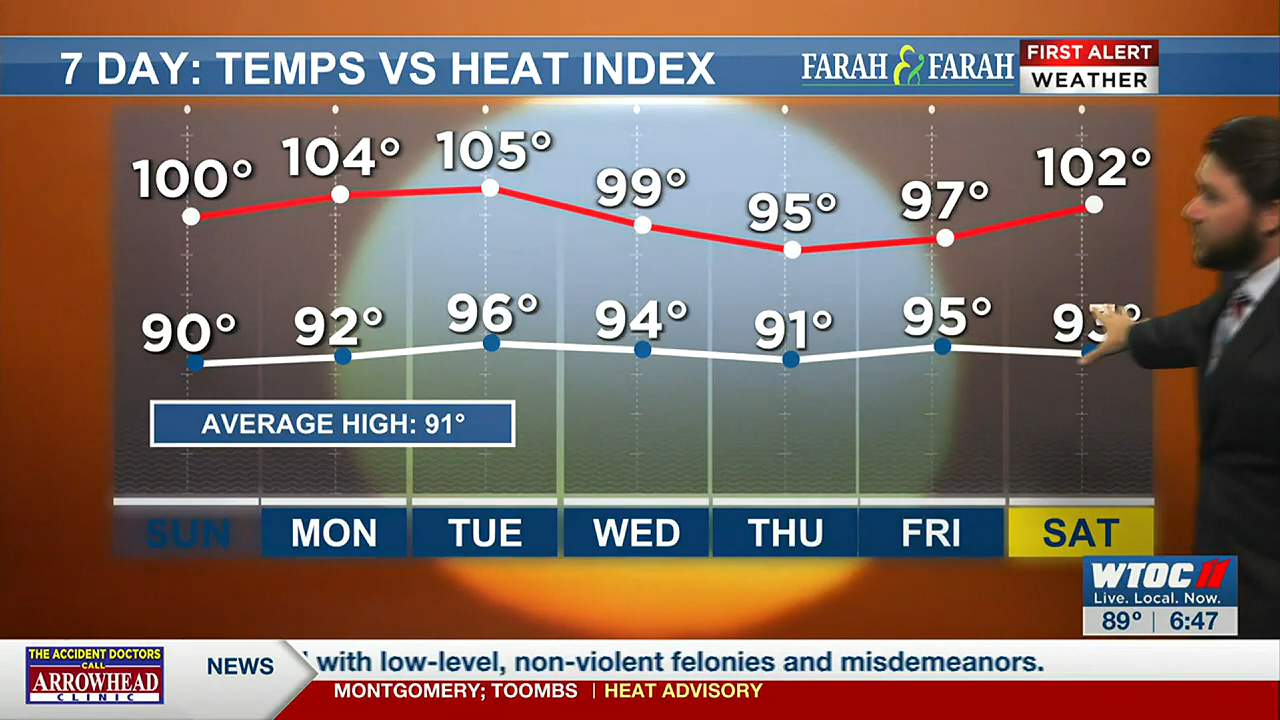 7 DAY: TEMPS VS HEAT INDEX
FARAH & FARAH
FIRST ALERT
WEATHER
100° 104° 105° 99° 95° 97° 102°
90° 92° 96° 94° 91° 95° 93°
AVERAGE HIGH: 91°
SUN MON TUE WED THU FRI SAT
WTOC 11
Live. Local. Now.
89° | 6:47
THE ACCIDENT DOCTORS
CALL
ARROWHEAD
CLINIC
NEWS
with low-level, non-violent felonies and misdemeanors.
MONTGOMERY; TOOMBS | HEAT ADVISORY